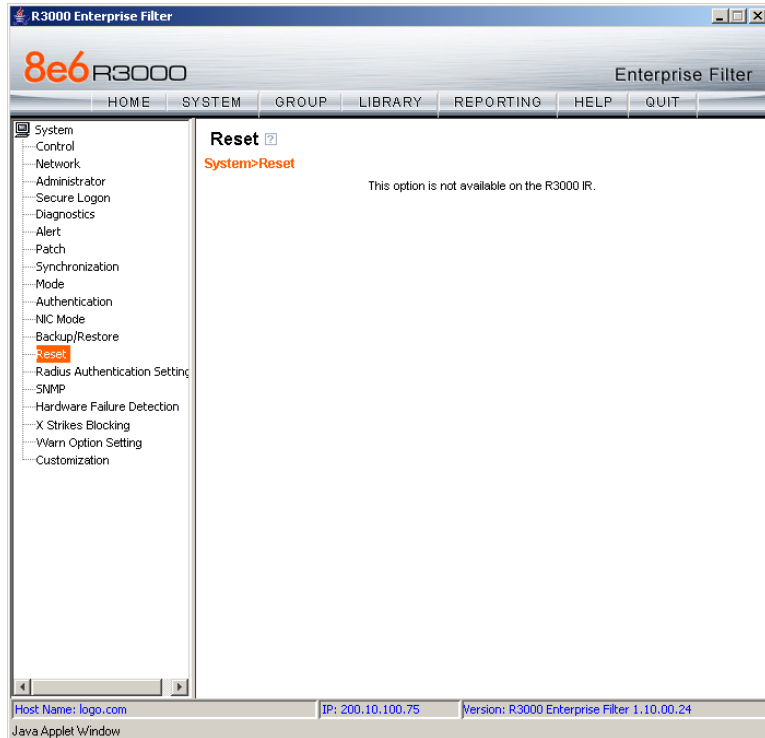 R3000 Enterprise Filter
8e6 R3000
Enterprise Filter
HOME SYSTEM GROUP LIBRARY REPORTING HELP QUIT
System
Control
Network
Administrator
Secure Logon
Diagnostics
Alert
Patch
Synchronization
Mode
Authentication
NIC Mode
Backup/Restore
Reset
Radius Authentication Setting
SNMP
Hardware Failure Detection
X Strikes Blocking
Warn Option Setting
Customization
Reset ?
System>Reset
This option is not available on the R3000 IR.
Host Name: logo.com IP: 200.10.100.75 Version: R3000 Enterprise Filter 1.10.00.24
Java Applet Window